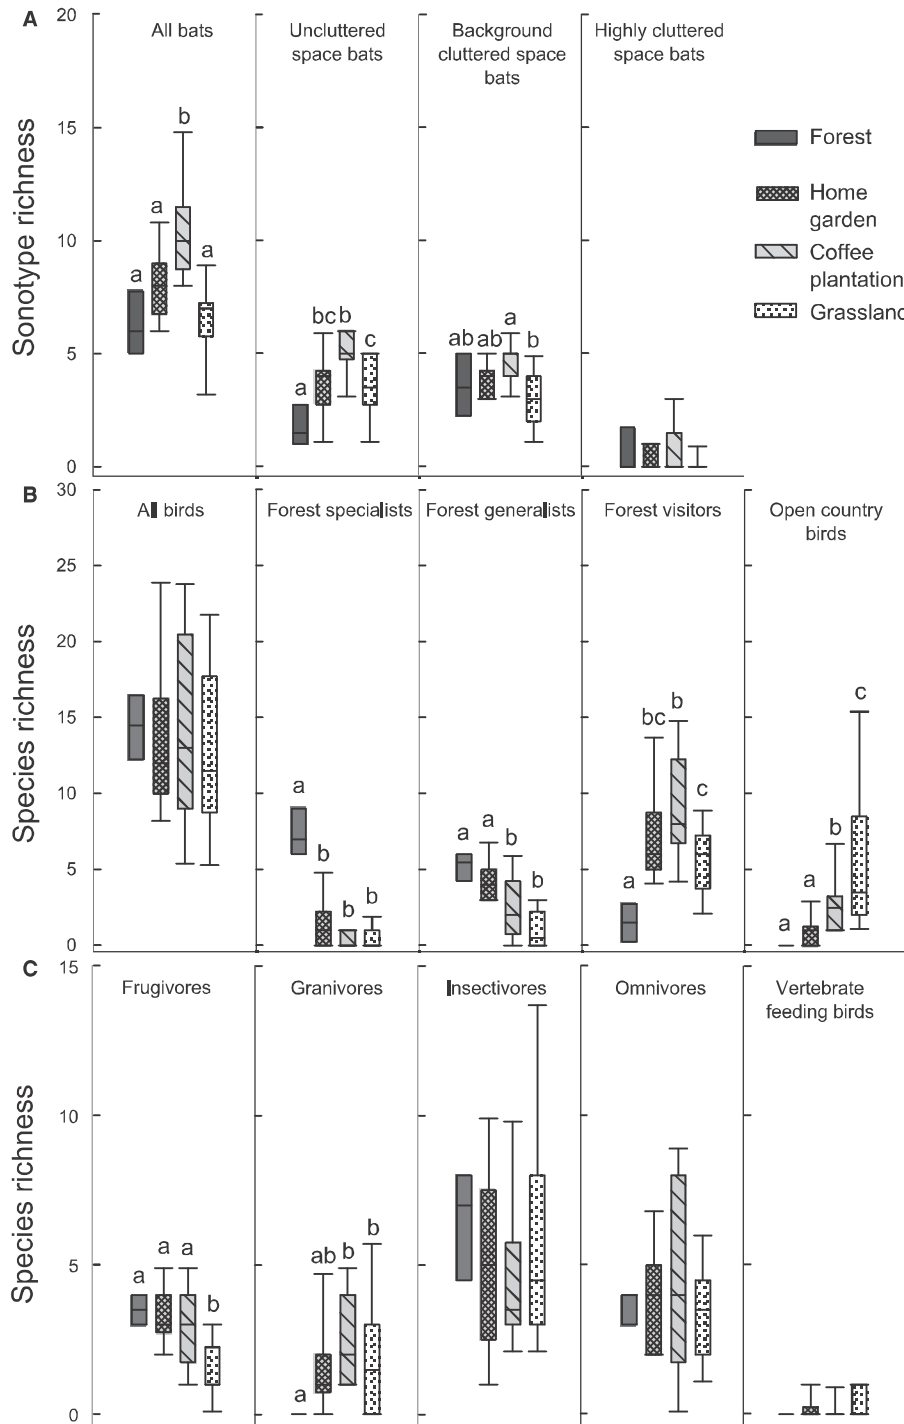 A
All bats
Uncluttered
space bats
Background
cluttered space
bats
Highly cluttered
space bats
Sonotype richness
20
15
10
5
0
a
a
b
a
a
bc
b
c
ab
ab
a
b
Forest
Home
garden
Coffee
plantation
Grassland
B
All birds
Forest specialists
Forest generalists
Forest visitors
Open country
birds
Species richness
30
25
20
15
10
5
0
a
b
b
b
a
a
b
b
a
bc
b
c
a
a
b
c
C
Frugivores
Granivores
Insectivores
Omnivores
Vertebrate
feeding birds
Species richness
15
10
5
0
a
a
a
b
a
ab
b
b